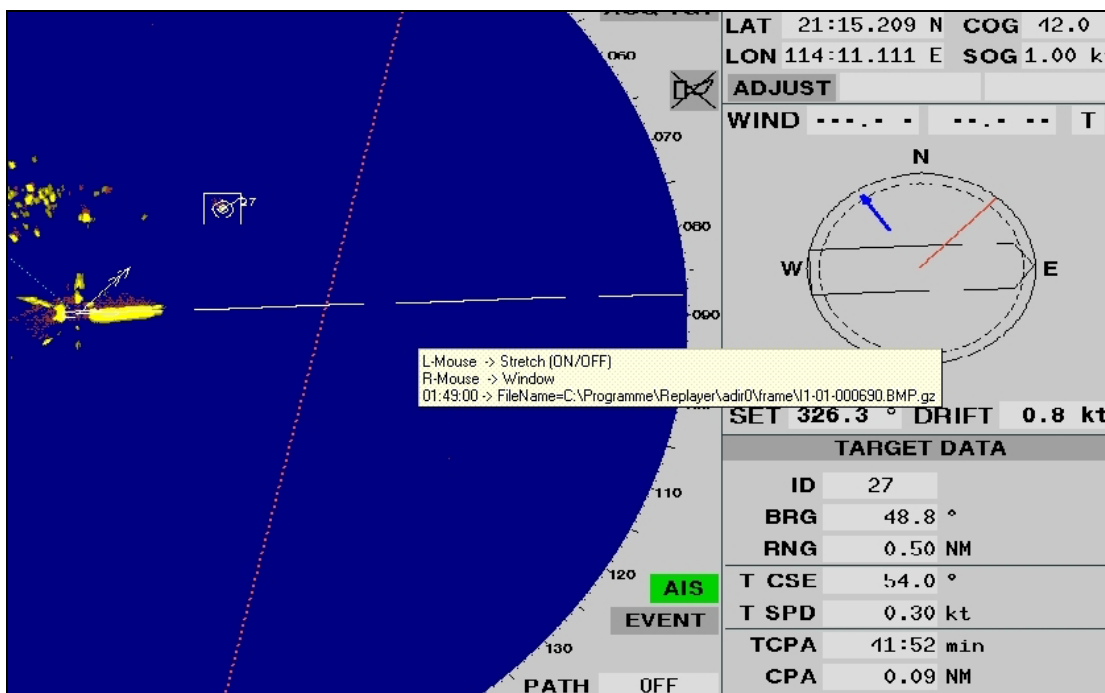 LAT 21:15.209 N COG 42.0
LON 114:11.111 E SOG 1.00 k
ADJUST
WIND ---.- - --.- -- T
060
070
080
090
110
120
130
27
N
W
E
L-Mouse -> Stretch (ON/OFF)
R-Mouse -> Window
01:49:00 -> FileName=C:\Programme\Replayer\adir0\frame\I1-01-000690.BMP.gz
SET 326.3 ° DRIFT 0.8 kt
TARGET DATA
ID 27
BRG 48.8 °
RNG 0.50 NM
T CSE 54.0 °
T SPD 0.30 kt
TCPA 41:52 min
CPA 0.09 NM
AIS
EVENT
PATH OFF